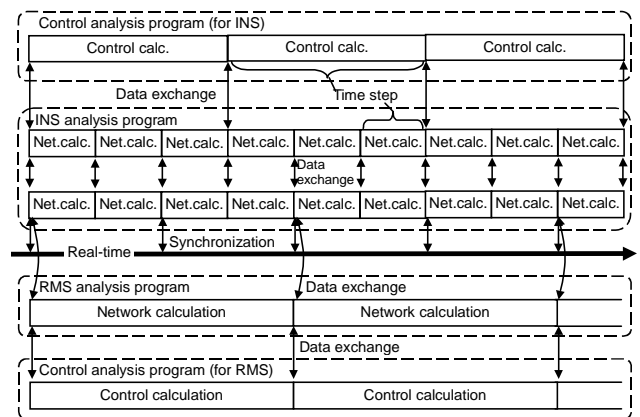 Control analysis program (for INS)
Control calc. Control calc. Control calc.
Data exchange Time step
INS analysis program
Net.calc. Net.calc. Net.calc. Net.calc. Net.calc. Net.calc. Net.calc. Net.calc. Net.calc.
Data
exchange
Net.calc. Net.calc. Net.calc. Net.calc. Net.calc. Net.calc. Net.calc. Net.calc. Net.calc.
Synchronization
Real-time
RMS analysis program Data exchange
Network calculation Network calculation
Data exchange
Control analysis program (for RMS)
Control calculation Control calculation